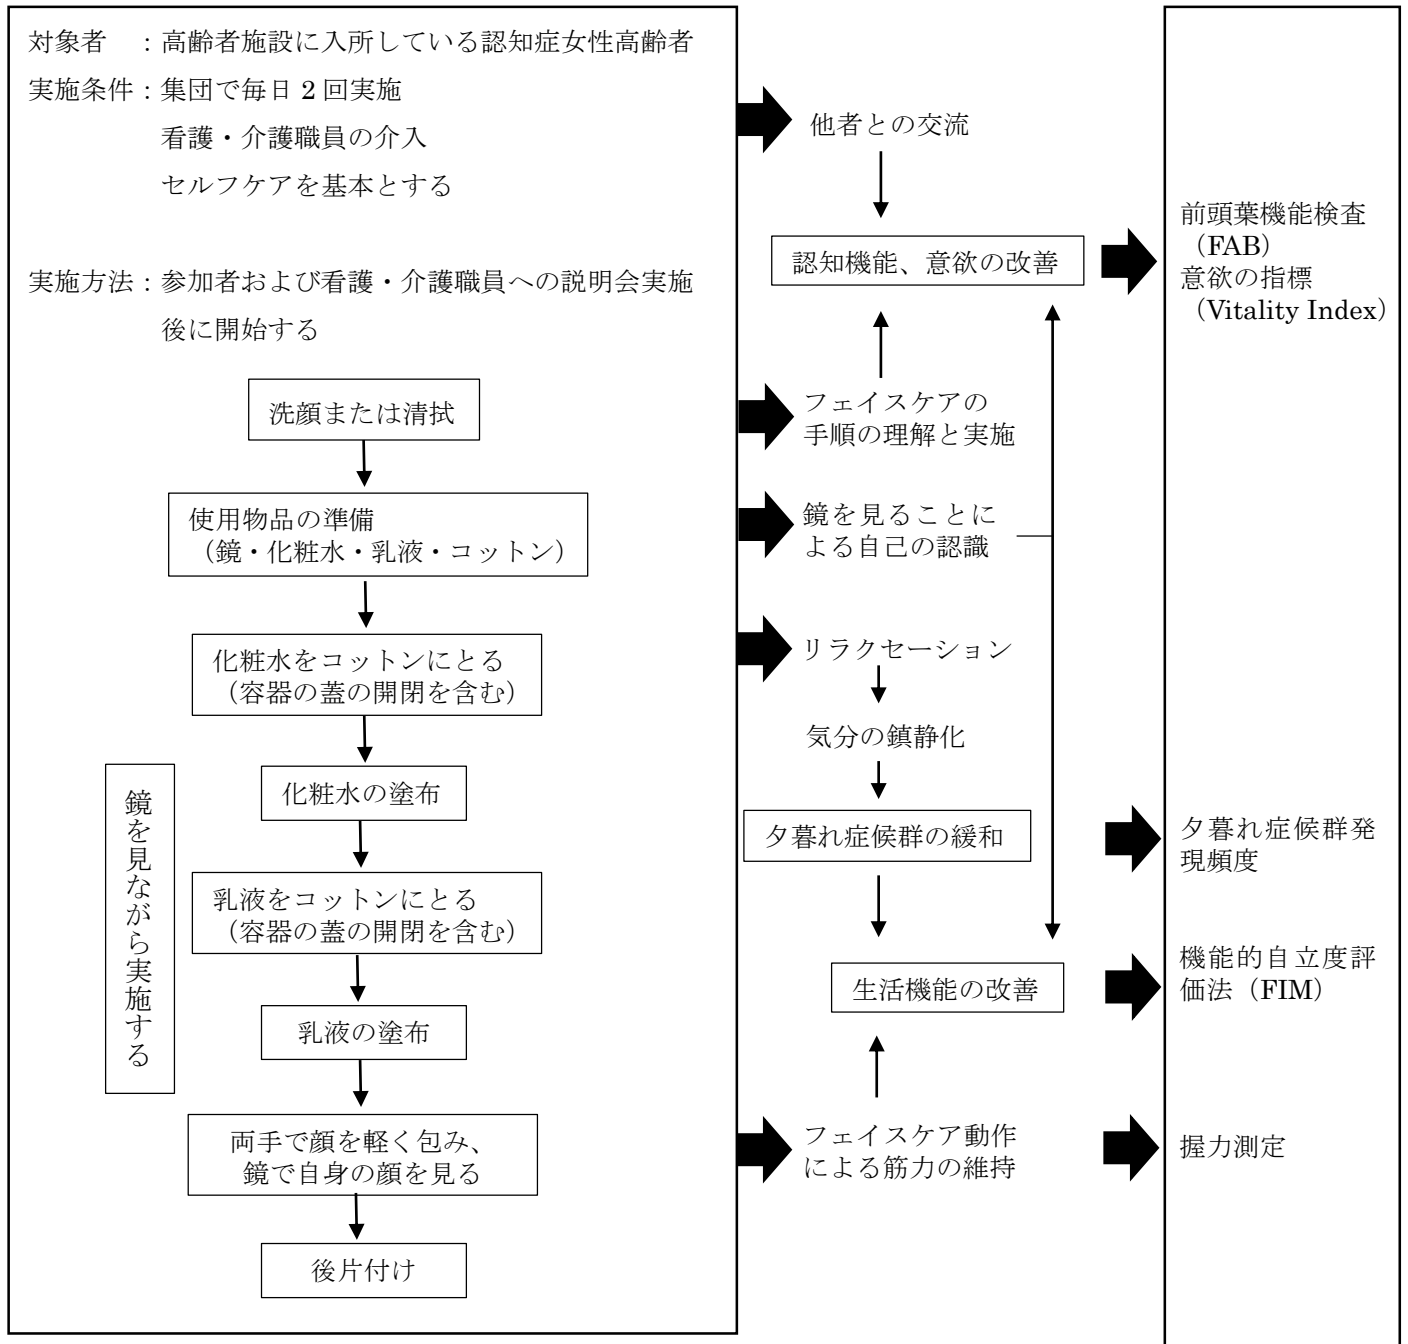 対象者　：高齢者施設に入所している認知症女性高齢者
実施条件：集団で毎日 2 回実施
看護・介護職員の介入
セルフケアを基本とする
実施方法：参加者および看護・介護職員への説明会実施
後に開始する
洗顔または清拭
使用物品の準備
（鏡・化粧水・乳液・コットン）
化粧水をコットンにとる
（容器の蓋の開閉を含む）
化粧水の塗布
乳液をコットンにとる
（容器の蓋の開閉を含む）
乳液の塗布
両手で顔を軽く包み、
鏡で自身の顔を見る
後片付け
鏡を見ながら実施する
他者との交流
認知機能、意欲の改善
フェイスケアの
手順の理解と実施
鏡を見ることに
よる自己の認識
リラクセーション
気分の鎮静化
夕暮れ症候群の緩和
生活機能の改善
フェイスケア動作
による筋力の維持
前頭葉機能検査
（FAB）
意欲の指標
（Vitality Index）
夕暮れ症候群発
現頻度
機能的自立度評
価法（FIM）
握力測定